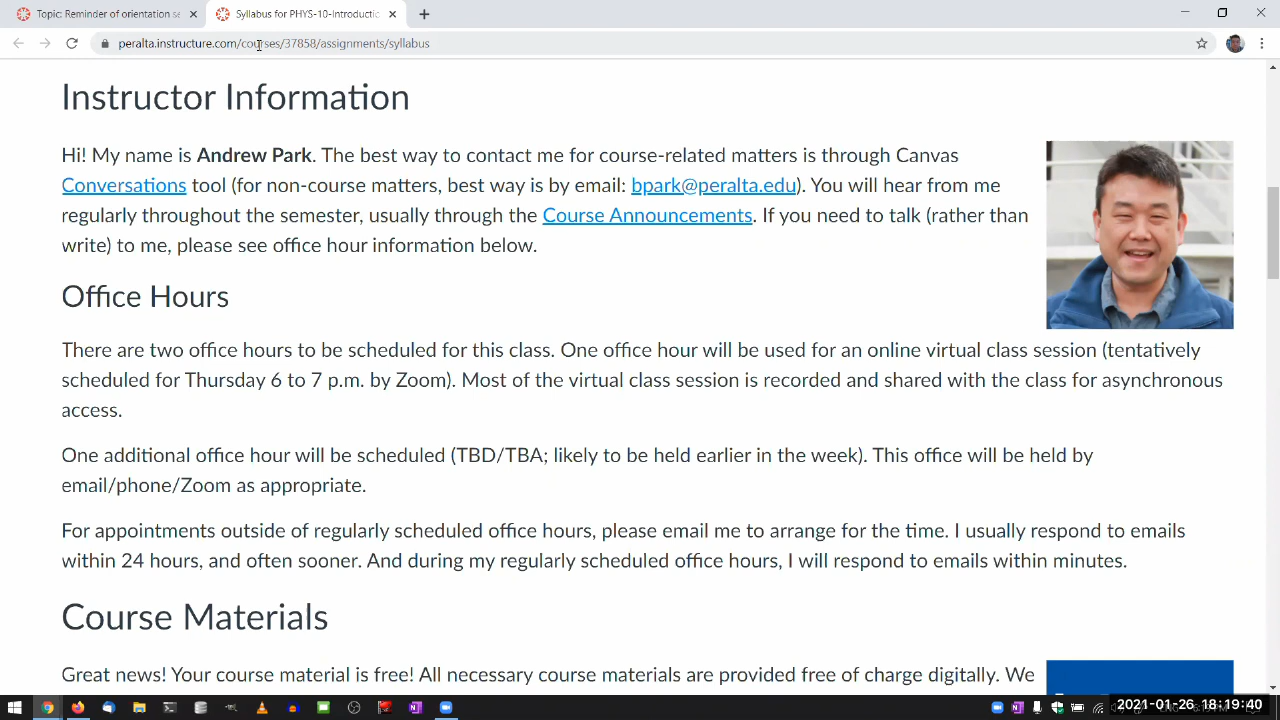 Topic: Reminder of orientation se
Syllabus for PHYS-10-Introductio
peralta.instructure.com/courses/37858/assignments/syllabus
Instructor Information
Hi! My name is Andrew Park. The best way to contact me for course-related matters is through Canvas
Conversations tool (for non-course matters, best way is by email: bpark@peralta.edu). You will hear from me
regularly throughout the semester, usually through the Course Announcements. If you need to talk (rather than
write) to me, please see office hour information below.
Office Hours
There are two office hours to be scheduled for this class. One office hour will be used for an online virtual class session (tentatively
scheduled for Thursday 6 to 7 p.m. by Zoom). Most of the virtual class session is recorded and shared with the class for asynchronous
access.
One additional office hour will be scheduled (TBD/TBA; likely to be held earlier in the week). This office will be held by
email/phone/Zoom as appropriate.
For appointments outside of regularly scheduled office hours, please email me to arrange for the time. I usually respond to emails
within 24 hours, and often sooner. And during my regularly scheduled office hours, I will respond to emails within minutes.
Course Materials
Great news! Your course material is free! All necessary course materials are provided free of charge digitally. We
2021-01-26 18:19:40